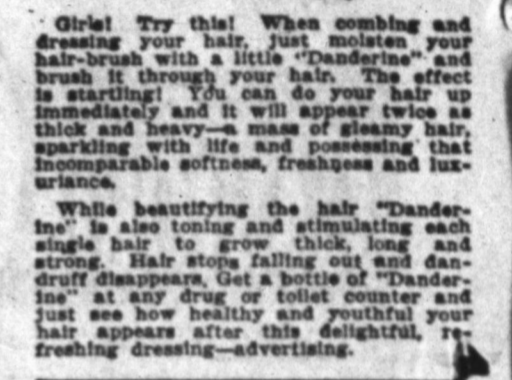 Girls! Try this! When combing and
dressing your hair, just moisten your
hair-brush with a little "Danderine" and
brush it through your hair. The effect
is startling! You can do your hair up
immediately and it will appear twice as
thick and heavy—a mass of gleamy hair,
sparkling with life and possessing that
incomparable softness, freshness and lux-
uriance.
While beautifying the hair "Dander-
ine" is also toning and stimulating each
single hair to grow thick, long and
strong. Hair stops falling out and dan-
druff disappears. Get a bottle of "Dander-
ine" at any drug or toilet counter and
just see how healthy and youthful your
hair appears after this delightful, re-
freshing dressing—advertising.